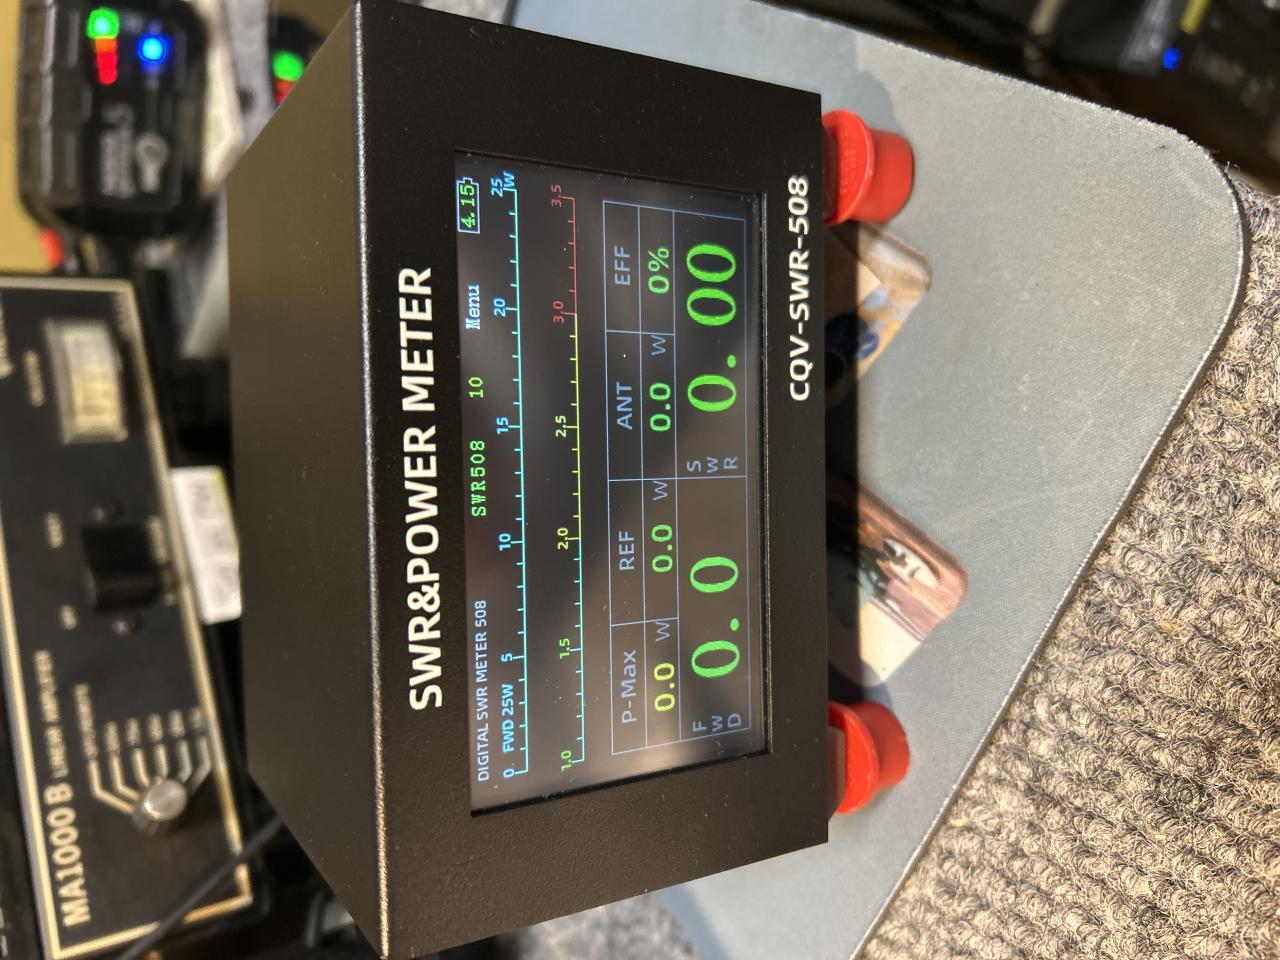 SWR&POWER METER
DIGITAL SWR METER 508 SWR508 10 Menu 4.15
FWD 25W
0 5 10 15 20 25
W
1.0 1.5 2.0 2.5 3.0 3.5
P-Max REF ANT EFF
0.0 W 0.0 W 0.0 W 0%
FWD 0.0 SWR 0.00
CQV-SWR-508
MA1000B LINEAR AMPLIFIER